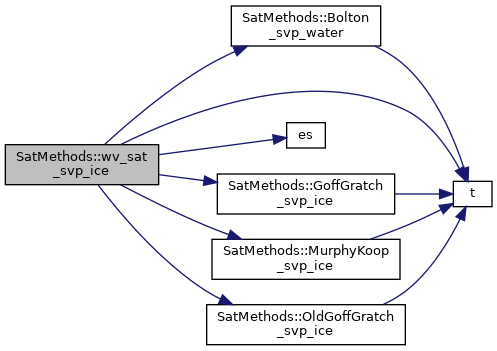 SatMethods::Bolton
_svp_water
es
SatMethods::wv_sat
_svp_ice
SatMethods::GoffGratch
_svp_ice
t
SatMethods::MurphyKoop
_svp_ice
SatMethods::OldGoffGratch
_svp_ice